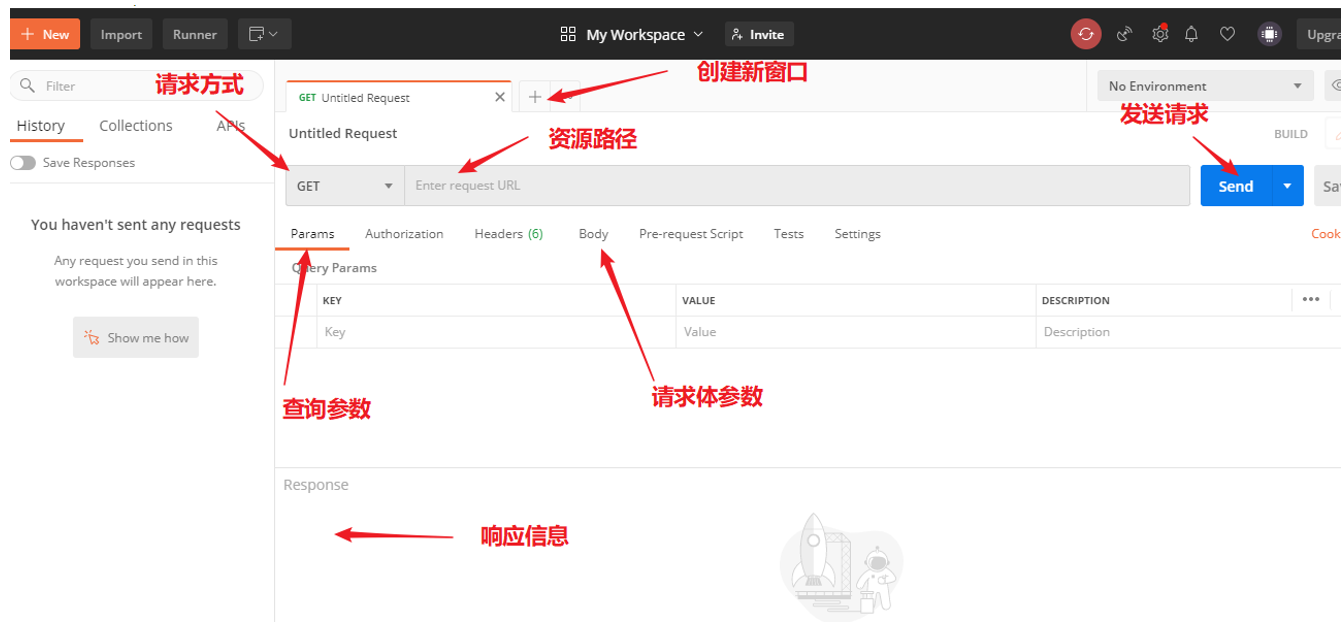 New
Import
Runner
My Workspace
Invite
Filter
请求方式
GET Untitled Request
创建新窗口
No Environment
发送请求
History
Collections
APIs
Untitled Request
资源路径
BUILD
Save Responses
GET
Enter request URL
Send
You haven't sent any requests
Any request you send in this
workspace will appear here.
Show me how
Params
Authorization
Headers (6)
Body
Pre-request Script
Tests
Settings
Query Params
KEY
VALUE
DESCRIPTION
Key
Value
Description
查询参数
请求体参数
Response
响应信息